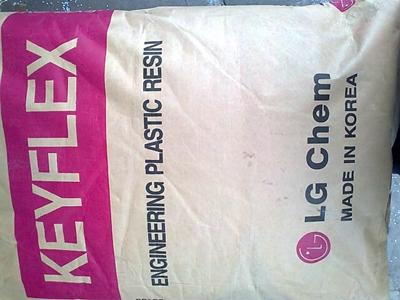 KEYFLEX
ENGINEERING PLASTIC RESIN
LG Chem
MADE IN KOREA